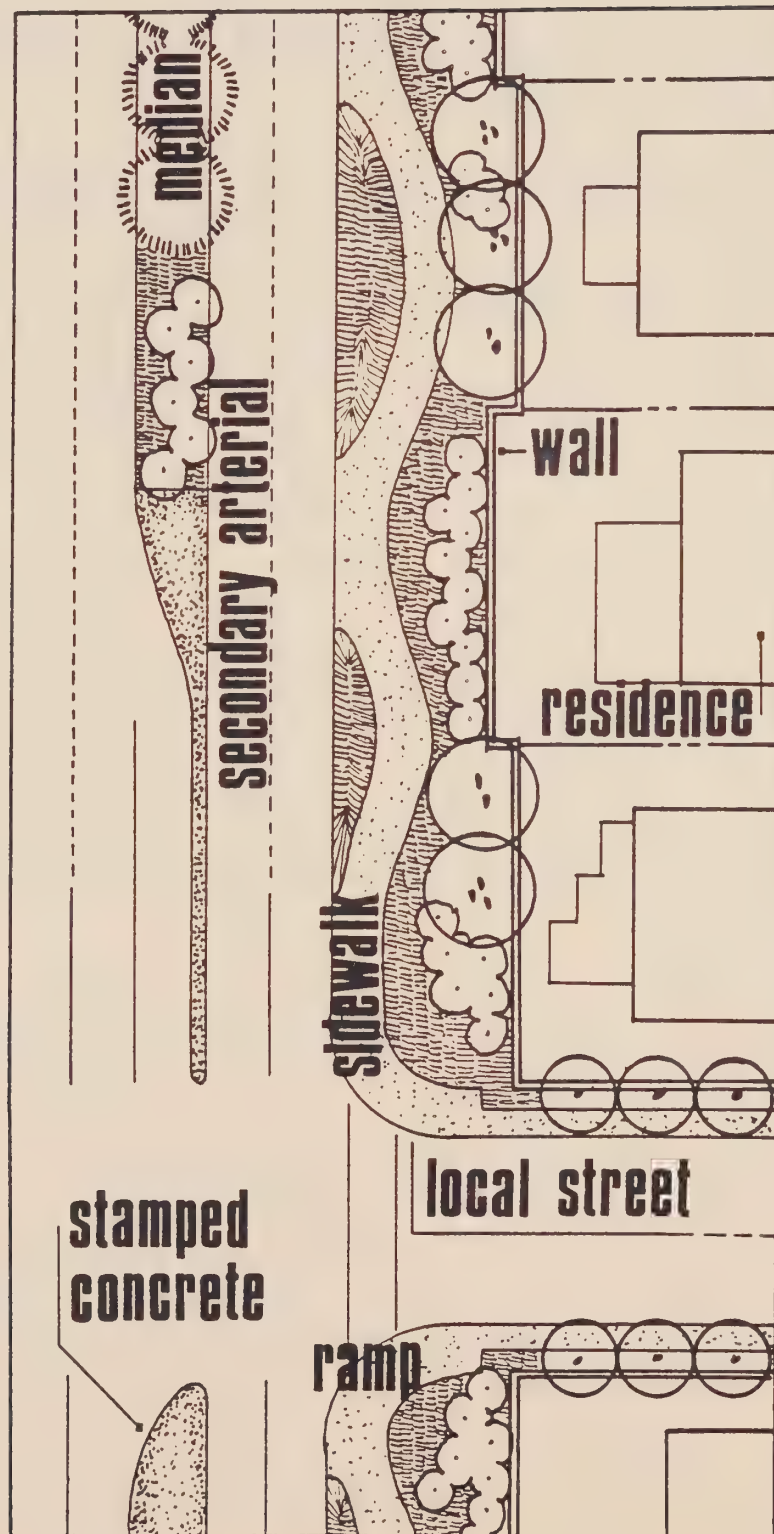 median
secondary arterial
wall
residence
sidewalk
local street
stamped
concrete
ramp